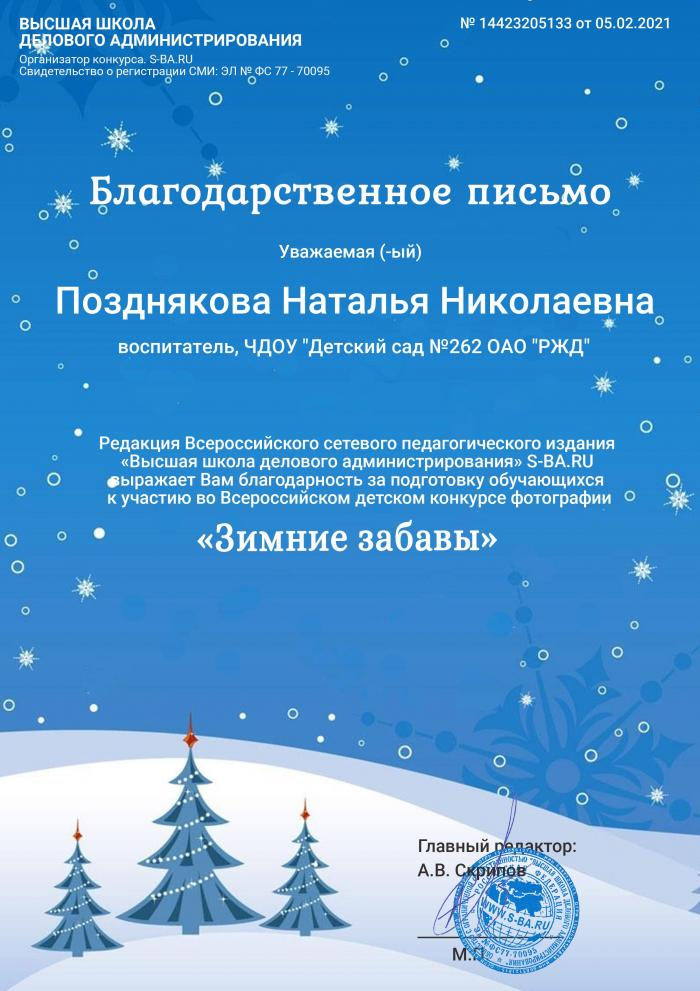 ВЫСШАЯ ШКОЛА
ДЕЛОВОГО АДМИНИСТРИРОВАНИЯ
№ 14423205133 от 05.02.2021
Организатор конкурса. S-BA.RU
Свидетельство о регистрации СМИ: ЭЛ № ФС 77 - 70095
Благодарственное письмо
Уважаемая (-ый)
Позднякова Наталья Николаевна
воспитатель, ЧДОУ "Детский сад №262 ОАО "РЖД"
Редакция Всероссийского сетевого педагогического издания
«Высшая школа делового администрирования» S-BA.RU
выражает Вам благодарность за подготовку обучающихся
к участию во Всероссийском детском конкурсе фотографии
«Зимние забавы»
Главный редактор:
А.В. Скрипов
WWW.S-BA.RU